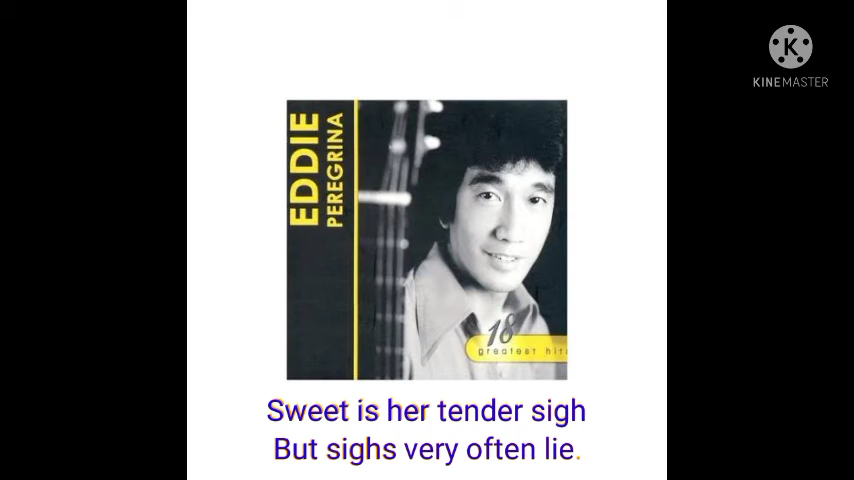 K
KINEMASTER
EDDIE
PEREGRINA
18
greatest hits
Sweet is her tender sigh
But sighs very often lie.